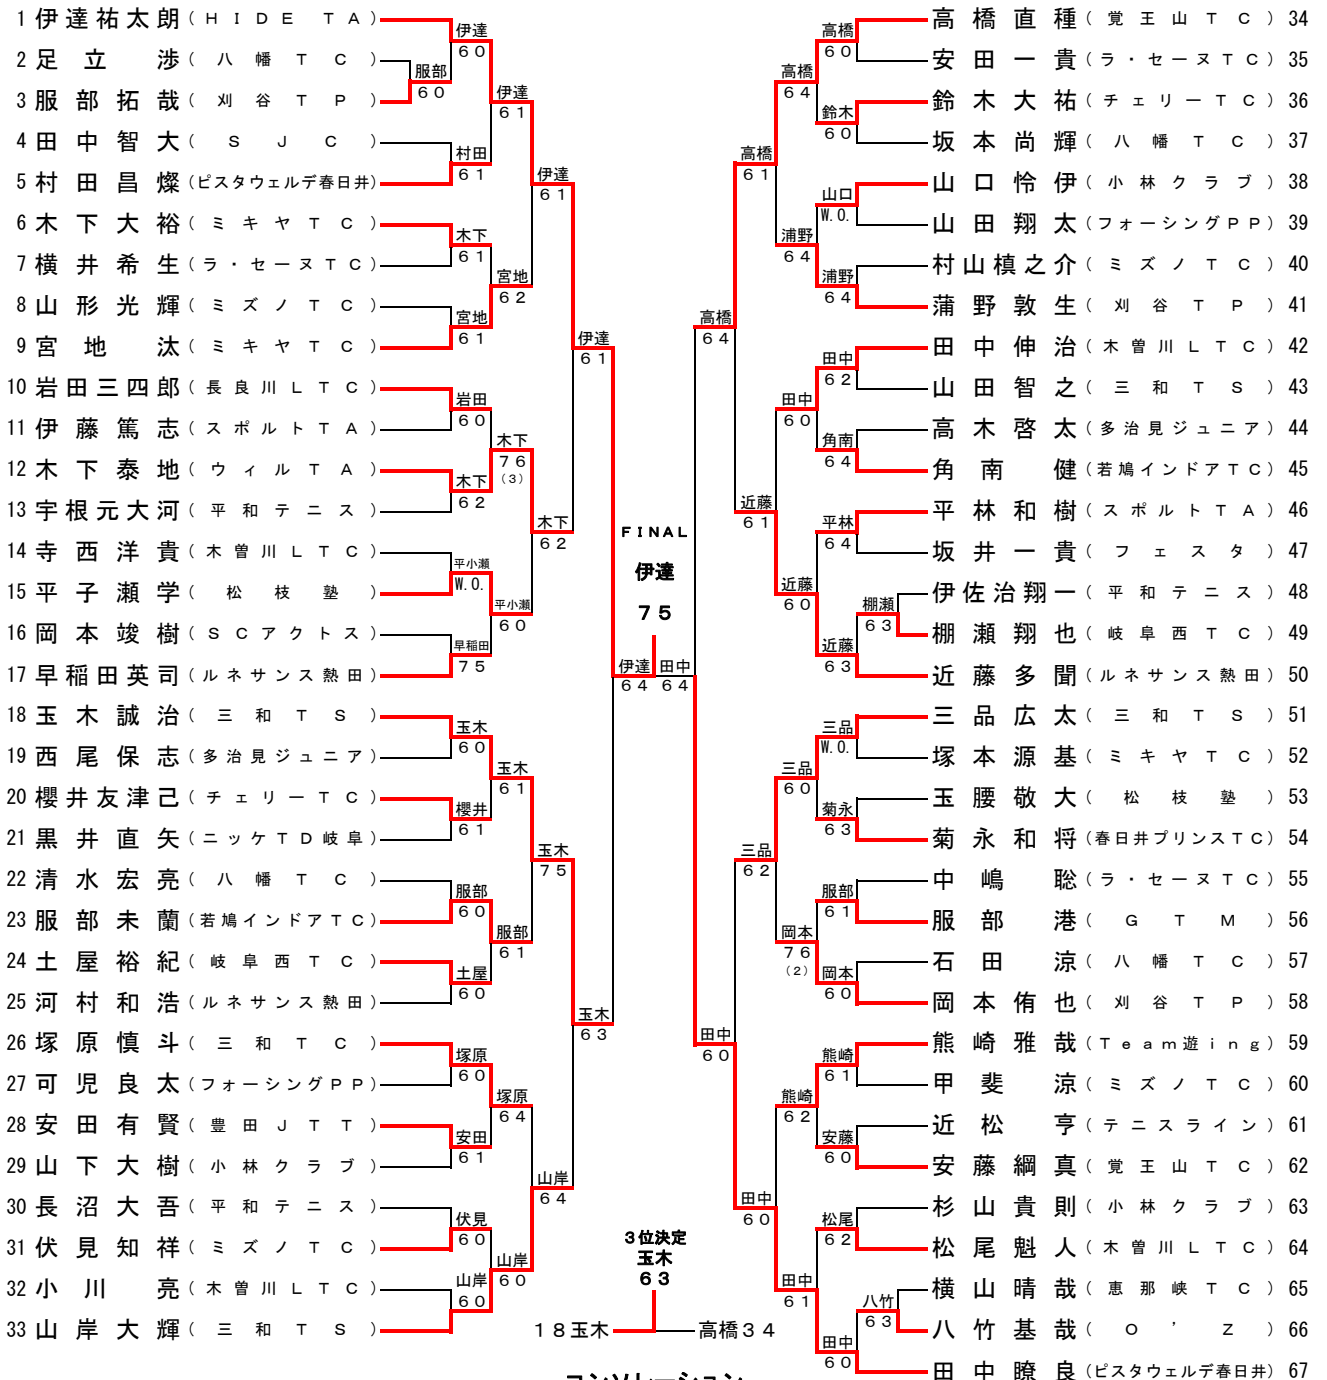 1 伊達祐太朗 (HIDE TA)
2 足立渉 (八幡TC)
3 服部拓哉 (刈谷TP)
4 田中智大 (SJC)
5 村田昌燦 (ピスタウェルデ春日井)
6 木下大裕 (ミキヤTC)
7 横井希生 (ラ・セーヌTC)
8 山形光輝 (ミズノTC)
9 宮地汰 (ミキヤTC)
10 岩田三四郎 (長良川LTC)
11 伊藤篤志 (スポルトTA)
12 木下泰地 (ウィルTA)
13 宇根元大河 (平和テニス)
14 寺西洋貴 (木曽川LTC)
15 平子瀬学 (松枝塾)
16 岡本竣樹 (SCアクトス)
17 早稲田英司 (ルネサンス熱田)
18 玉木誠治 (三和TS)
19 西尾保志 (多治見ジュニア)
20 櫻井友津己 (チェリーTC)
21 黒井直矢 (ニッケTD岐阜)
22 清水宏亮 (八幡TC)
23 服部未蘭 (若鳩インドアTC)
24 土屋裕紀 (岐阜西TC)
25 河村和浩 (ルネサンス熱田)
26 塚原慎斗 (三和TC)
27 可児良太 (フォーシングPP)
28 安田有賢 (豊田JTT)
29 山下大樹 (小林クラブ)
30 長沼大吾 (平和テニス)
31 伏見知祥 (ミズノTC)
32 小川亮 (木曽川LTC)
33 山岸大輝 (三和TS)
服部
60
伊達
60
村田
61
木下
61
宮地
61
岩田
60
木下
62
平小瀬
W.O.
早稲田
75
玉木
60
櫻井
61
服部
60
土屋
60
塚原
60
安田
61
伏見
60
山岸
60
伊達
61
宮地
62
木下
76
(3)
平小瀬
60
玉木
61
服部
61
塚原
64
山岸
60
伊達
61
木下
62
玉木
75
山岸
64
伊達
61
玉木
63
伊達
64
FINAL
伊達
75
田中
64
3位決定
玉木
63
18玉木
高橋34
コンソレーション
高橋
64
田中
60
高橋
61
近藤
61
三品
62
田中
60
高橋
64
浦野
64
田中
60
近藤
60
三品
60
岡本
76
(2)
熊崎
62
田中
61
高橋
60
鈴木
60
山口
W.O.
浦野
64
田中
62
角南
64
平林
64
棚瀬
63
近藤
63
三品
W.O.
菊永
63
服部
61
岡本
60
熊崎
61
安藤
60
松尾
62
八竹
63
田中
60
高橋直種 (覚王山TC) 34
安田一貴 (ラ・セーヌTC) 35
鈴木大祐 (チェリーTC) 36
坂本尚輝 (八幡TC) 37
山口怜伊 (小林クラブ) 38
山田翔太 (フォーシングPP) 39
村山槙之介 (ミズノTC) 40
蒲野敦生 (刈谷TP) 41
田中伸治 (木曽川LTC) 42
山田智之 (三和TS) 43
高木啓太 (多治見ジュニア) 44
角南健 (若鳩インドアTC) 45
平林和樹 (スポルトTA) 46
坂井一貴 (フェスタ) 47
伊佐治翔一 (平和テニス) 48
棚瀬翔也 (岐阜西TC) 49
近藤多聞 (ルネサンス熱田) 50
三品広太 (三和TS) 51
塚本源基 (ミキヤTC) 52
玉腰敬大 (松枝塾) 53
菊永和将 (春日井プリンスTC) 54
中嶋聡 (ラ・セーヌTC) 55
服部港 (GTM) 56
石田涼 (八幡TC) 57
岡本侑也 (刈谷TP) 58
熊崎雅哉 (Team遊ing) 59
甲斐涼 (ミズノTC) 60
近松亨 (テニスライン) 61
安藤綱真 (覚王山TC) 62
杉山貴則 (小林クラブ) 63
松尾魁人 (木曽川LTC) 64
横山晴哉 (恵那峡TC) 65
八竹基哉 (O'Z) 66
田中瞭良 (ピスタウェルデ春日井) 67